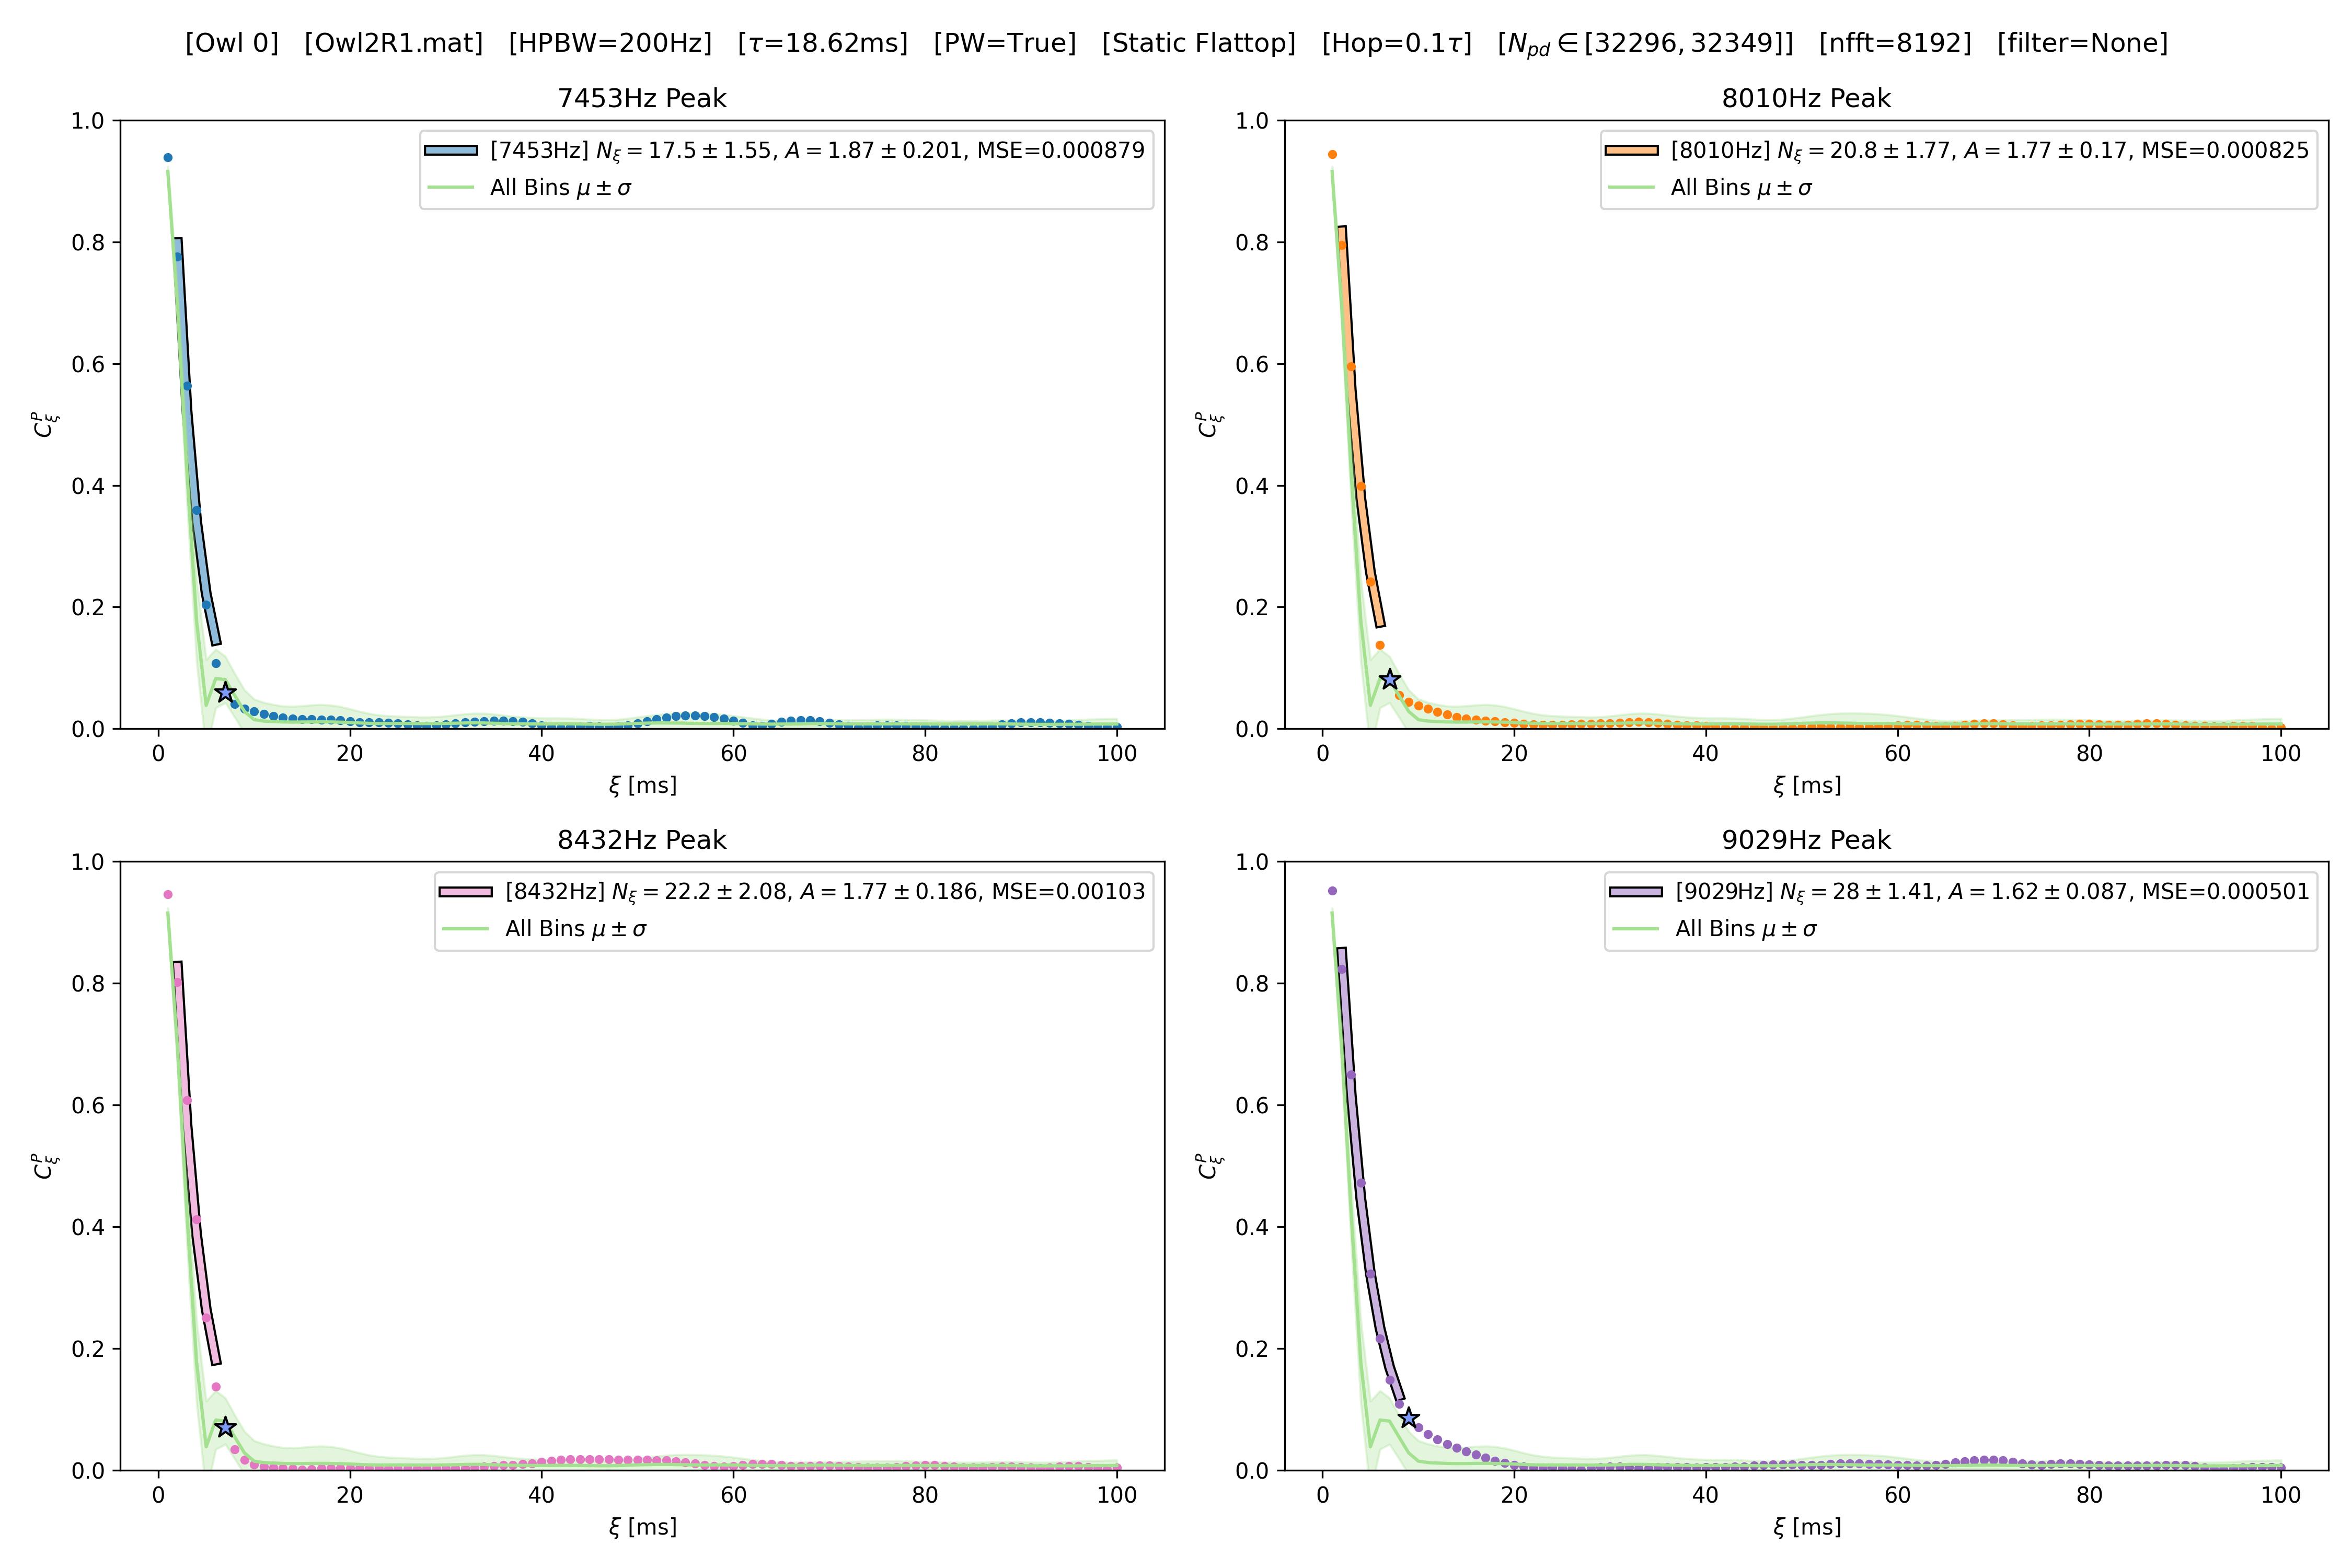 [Owl 0] [Owl2R1.mat] [HPBW=200Hz] [τ=18.62ms] [PW=True] [Static Flattop] [Hop=0.1τ] [N_pd ∈ [32296, 32349]] [nfft=8192] [filter=None]
7453Hz Peak
[7453Hz] N_ξ = 17.5 ± 1.55, A = 1.87 ± 0.201, MSE=0.000879
All Bins μ ± σ
C_ξ^P
1.0
0.8
0.6
0.4
0.2
0.0
0 20 40 60 80 100
ξ [ms]
8010Hz Peak
[8010Hz] N_ξ = 20.8 ± 1.77, A = 1.77 ± 0.17, MSE=0.000825
All Bins μ ± σ
C_ξ^P
1.0
0.8
0.6
0.4
0.2
0.0
0 20 40 60 80 100
ξ [ms]
8432Hz Peak
[8432Hz] N_ξ = 22.2 ± 2.08, A = 1.77 ± 0.186, MSE=0.00103
All Bins μ ± σ
C_ξ^P
1.0
0.8
0.6
0.4
0.2
0.0
0 20 40 60 80 100
ξ [ms]
9029Hz Peak
[9029Hz] N_ξ = 28 ± 1.41, A = 1.62 ± 0.087, MSE=0.000501
All Bins μ ± σ
C_ξ^P
1.0
0.8
0.6
0.4
0.2
0.0
0 20 40 60 80 100
ξ [ms]